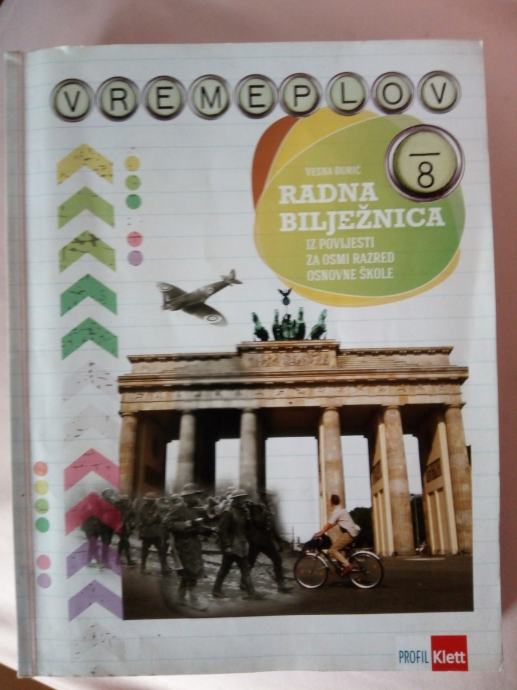 VREMEPLOV
8
VESNA ĐURIĆ
RADNA
BILJEŽNICA
IZ POVIJESTI
ZA OSMI RAZRED
OSNOVNE ŠKOLE
PROFIL Klett